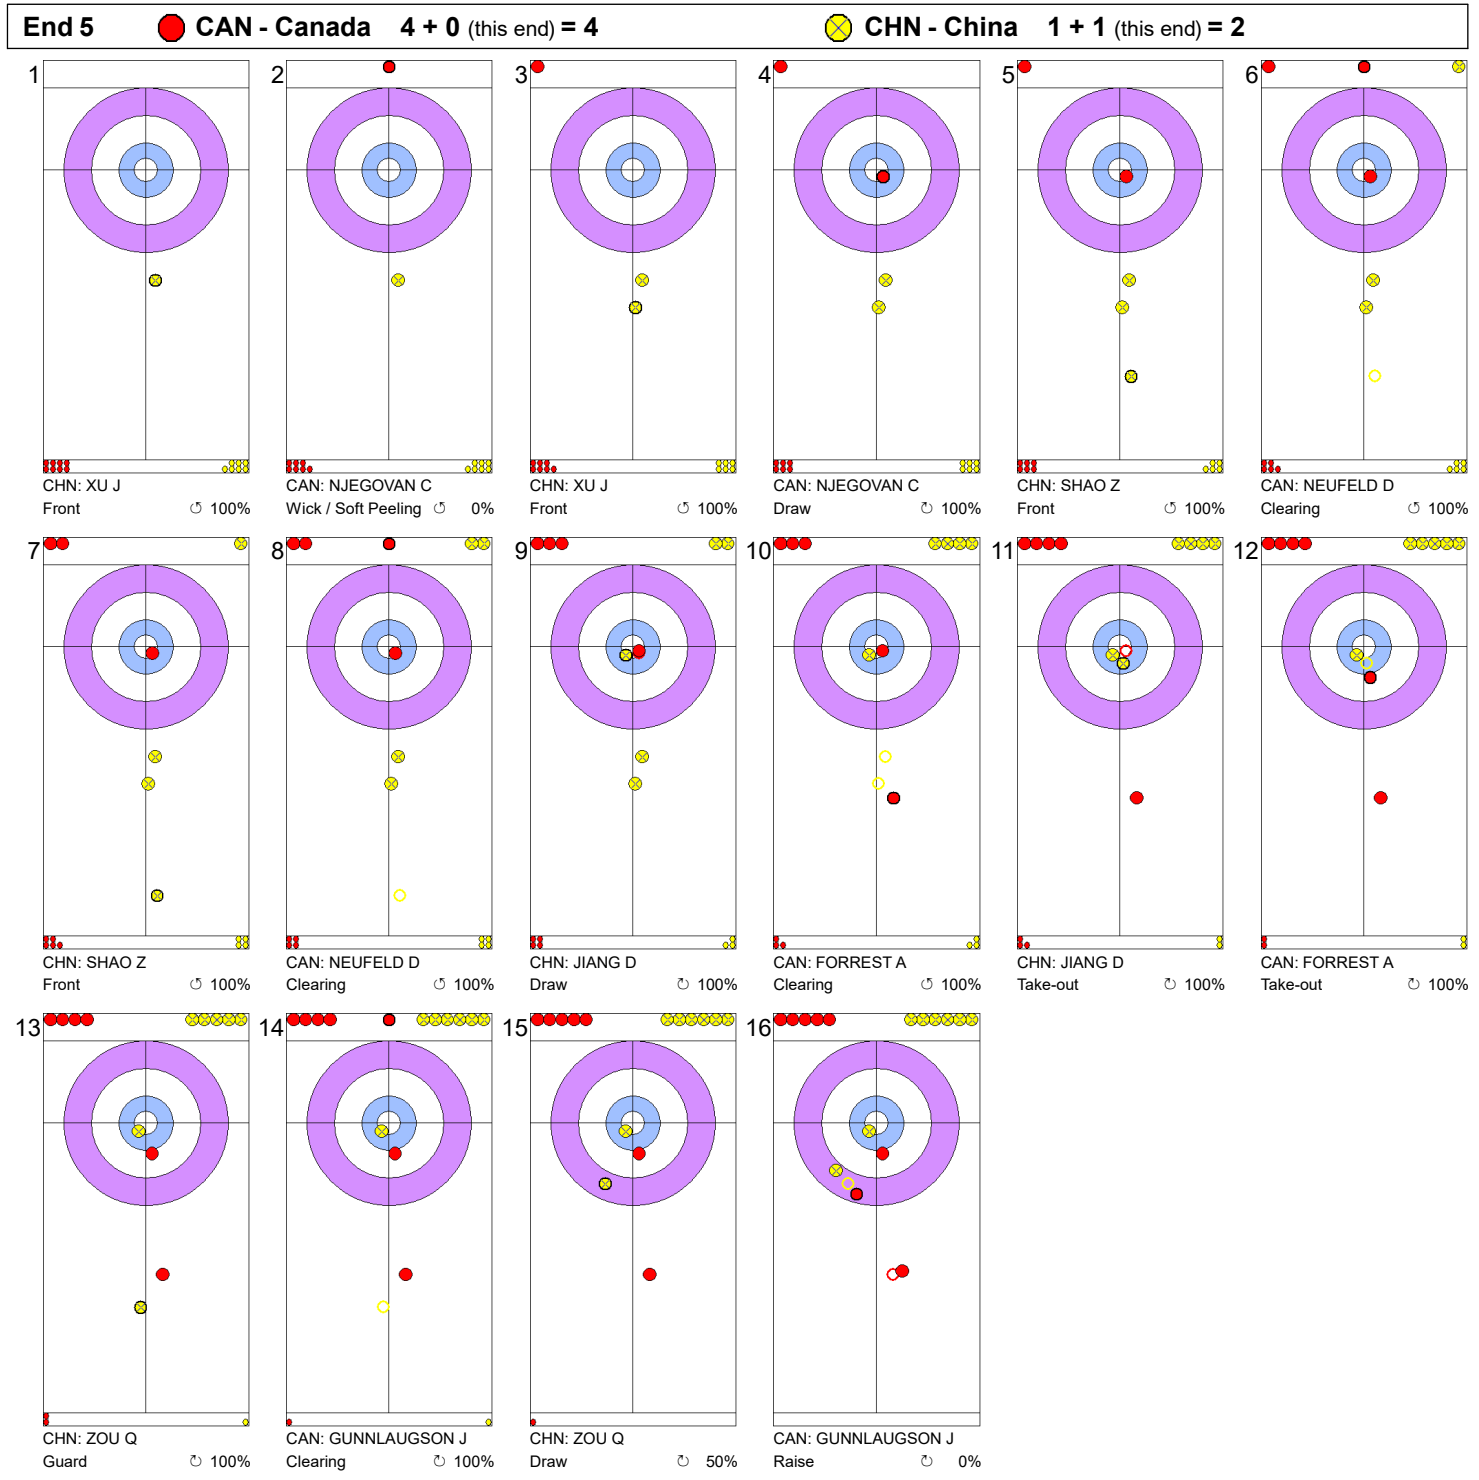 End 5 CAN - Canada 4 + 0 (this end) = 4 CHN - China 1 + 1 (this end) = 2
1 2 3 4 5 6
CHN: XU J CAN: NJEGOVAN C CHN: XU J CAN: NJEGOVAN C CHN: SHAO Z CAN: NEUFELD D
Front ↺ 100% Wick / Soft Peeling ↺ 0% Front ↺ 100% Draw ↻ 100% Front ↺ 100% Clearing ↻ 100%
7 8 9 10 11 12
CHN: SHAO Z CAN: NEUFELD D CHN: JIANG D CAN: FORREST A CHN: JIANG D CAN: FORREST A
Front ↺ 100% Clearing ↺ 100% Draw ↻ 100% Clearing ↺ 100% Take-out ↻ 100% Take-out ↻ 100%
13 14 15 16
CHN: ZOU Q CAN: GUNNLAUGSON J CHN: ZOU Q CAN: GUNNLAUGSON J
Guard ↻ 100% Clearing ↻ 100% Draw ↻ 50% Raise ↻ 0%